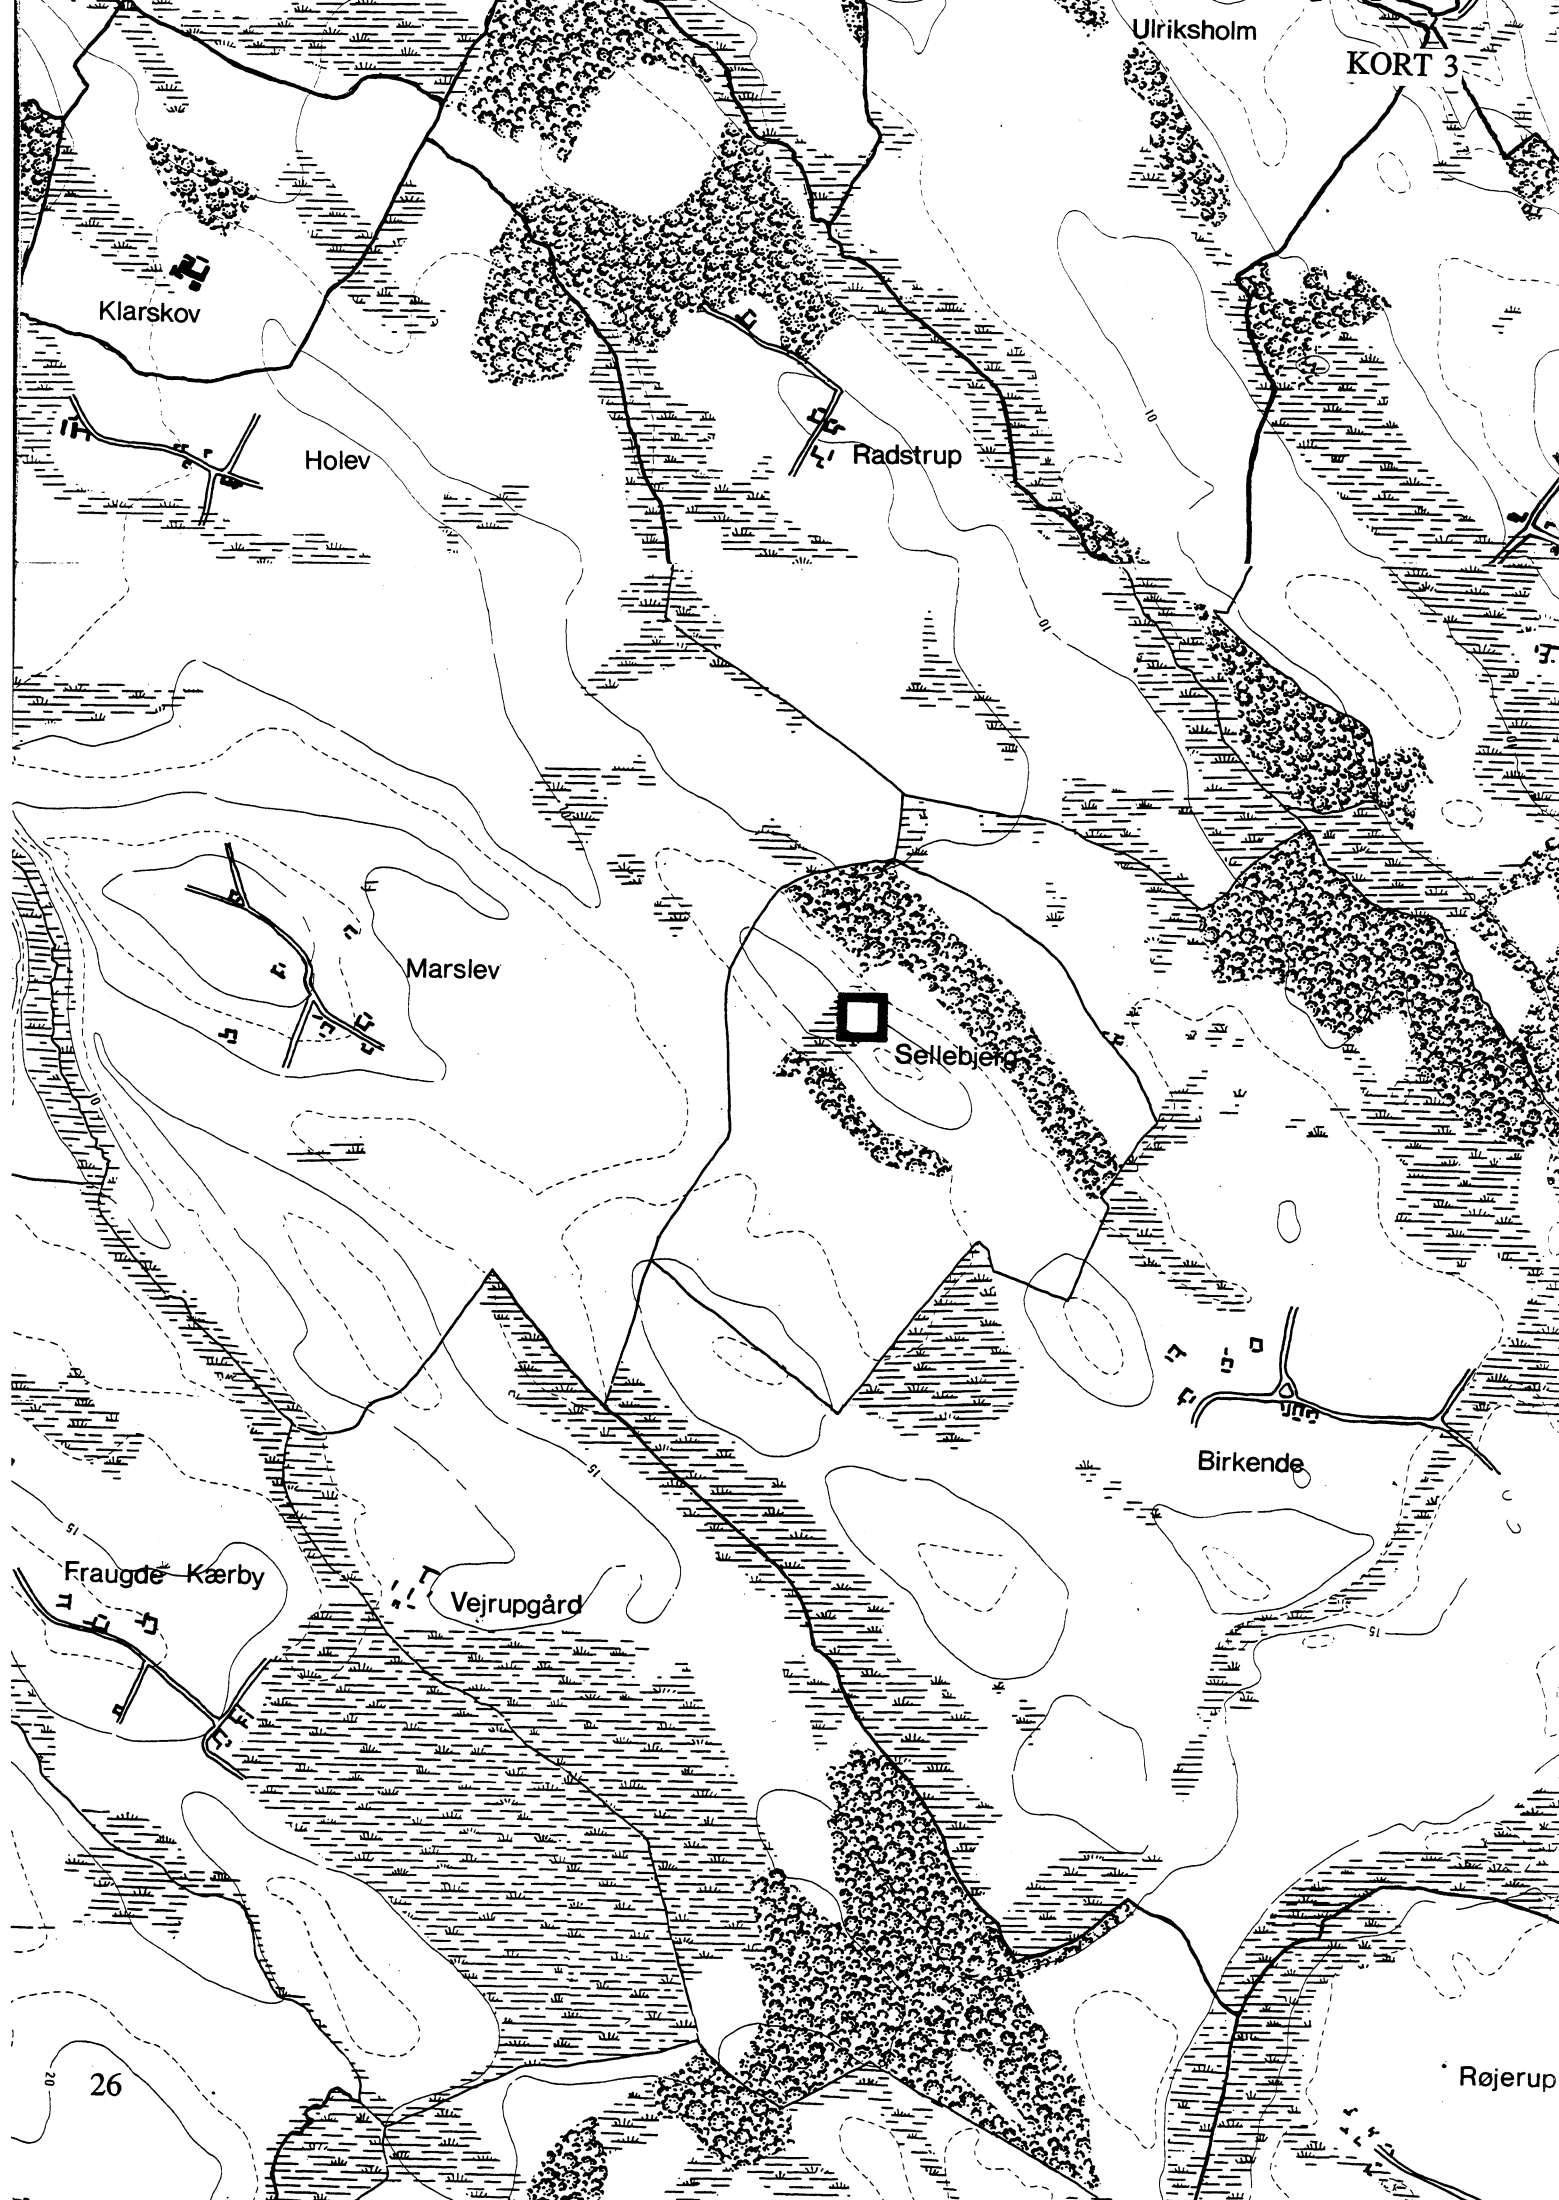 Ulriksholm
KORT 3
Klarskov
Holev
Radstrup
10
10
10
Marslev
Sellebjerg
10
Birkende
15
15
Fraugde Kærby
Vejrupgård
15
20
26
Røjerup